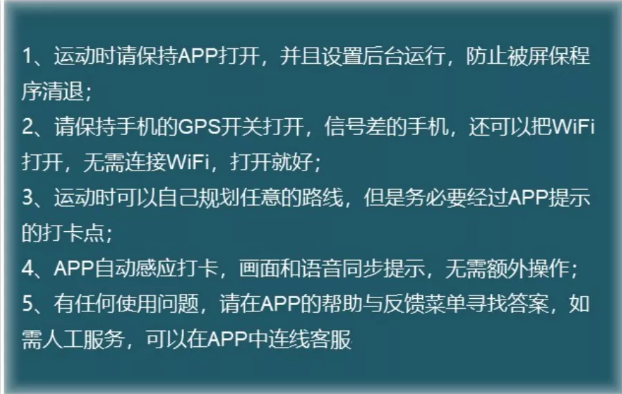 1、运动时请保持APP打开，并且设置后台运行，防止被屏保程
序清退；
2、请保持手机的GPS开关打开，信号差的手机，还可以把WiFi
打开，无需连接WiFi，打开就好；
3、运动时可以自己规划任意的路线，但是务必要经过APP提示
的打卡点；
4、APP自动感应打卡，画面和语音同步提示，无需额外操作；
5、有任何使用问题，请在APP的帮助与反馈菜单寻找答案，如
需人工服务，可以在APP中连线客服